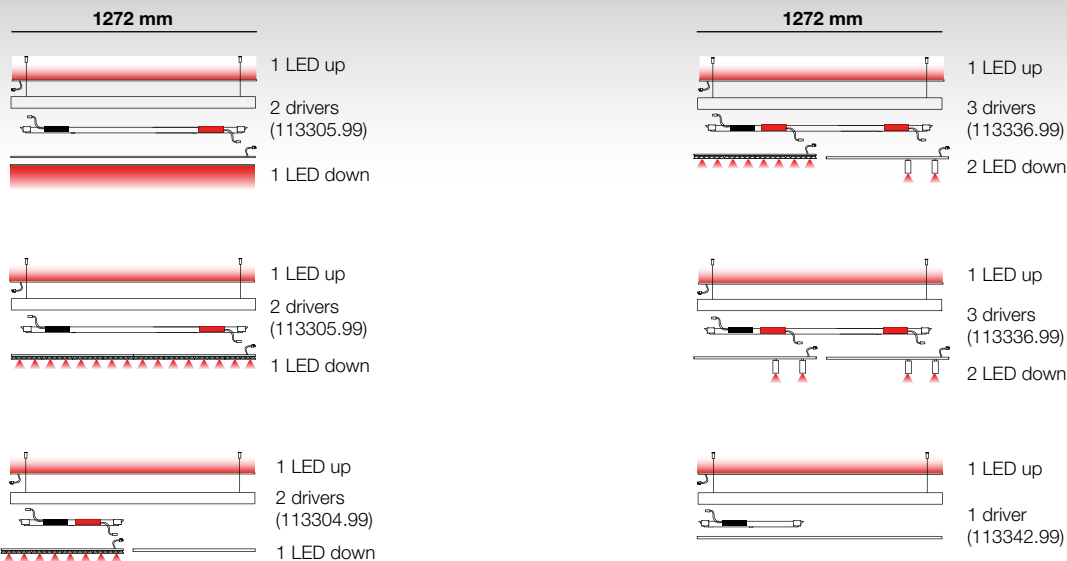 1272 mm
1 LED up
2 drivers
(113305.99)
1 LED down
1 LED up
2 drivers
(113305.99)
1 LED down
1 LED up
2 drivers
(113304.99)
1 LED down
1272 mm
1 LED up
3 drivers
(113336.99)
2 LED down
1 LED up
3 drivers
(113336.99)
2 LED down
1 LED up
1 driver
(113342.99)